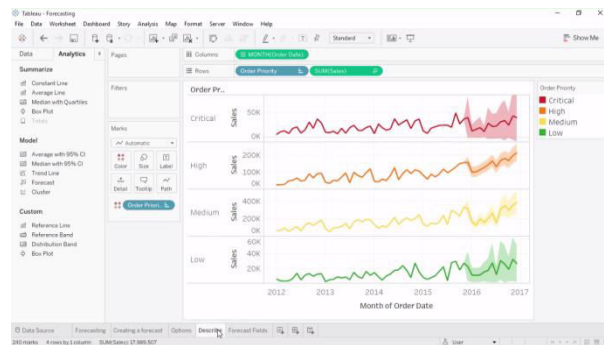 Tableau - Forecasting
File Data Worksheet Dashboard Story Analysis Map Format Server Window Help
Standard
Show Me
Data Analytics
Pages
Columns
MONTH(Order Date)
Rows
Order Priority
SUM(Sales)
Summarize
Constant Line
Average Line
Median with Quartiles
Box Plot
Totals
Model
Average with 95% CI
Median with 95% CI
Trend Line
Forecast
Cluster
Custom
Reference Line
Reference Band
Distribution Band
Box Plot
Filters
Marks
Automatic
Color Size Label
Detail Tooltip Path
Order Priori..
Order Pr..
Critical
Sales
50K
0K
High
Sales
200K
100K
0K
Medium
Sales
400K
200K
0K
Low
Sales
60K
40K
20K
2012 2013 2014 2015 2016 2017
Month of Order Date
Order Priority
Critical
High
Medium
Low
Data Source Forecasting Creating a forecast Options Describe Forecast Fields
240 marks 4 rows by 1 column SUM(Sales): 17,989,507